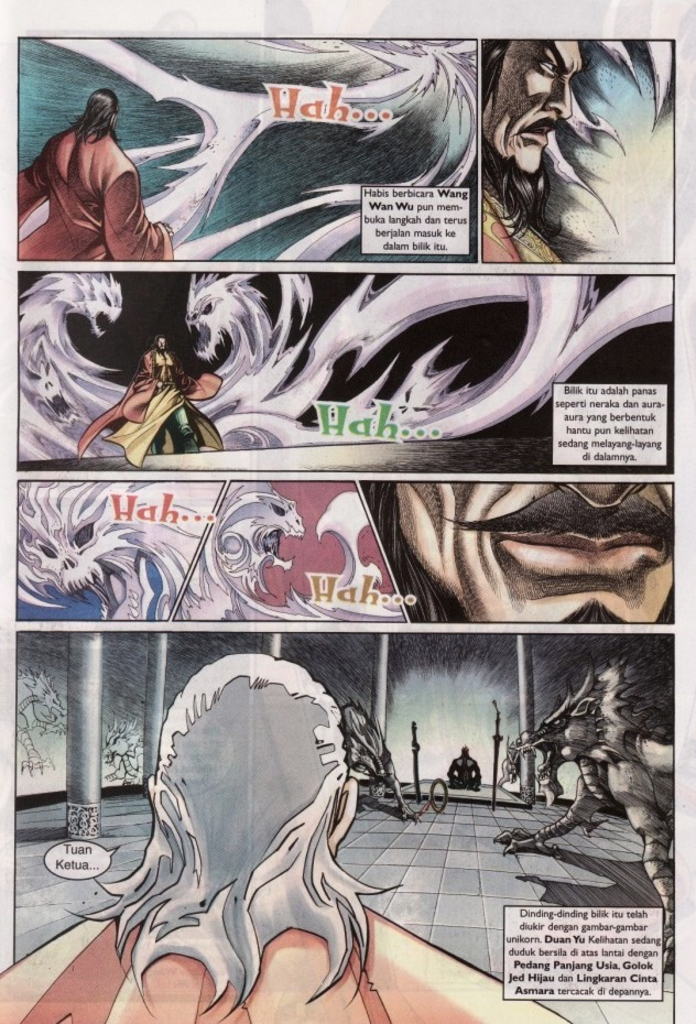 Hah...
Habis berbicara Wang
Wan Wu pun mem-
buka langkah dan terus
berjalan masuk ke
dalam bilik itu.
Hah...
Bilik itu adalah panas
seperti neraka dan aura-
aura yang berbentuk
hantu pun kelihatan
sedang melayang-layang
di dalamnya.
Hah...
Hah...
Tuan
Ketua...
Dinding-dinding bilik itu telah
diukir dengan gambar-gambar
unikorn. Duan Yu Kelihatan sedang
duduk bersila di atas lantai dengan
Pedang Panjang Usia, Golok
Jed Hijau dan Lingkaran Cinta
Asmara tercacak di depannya.